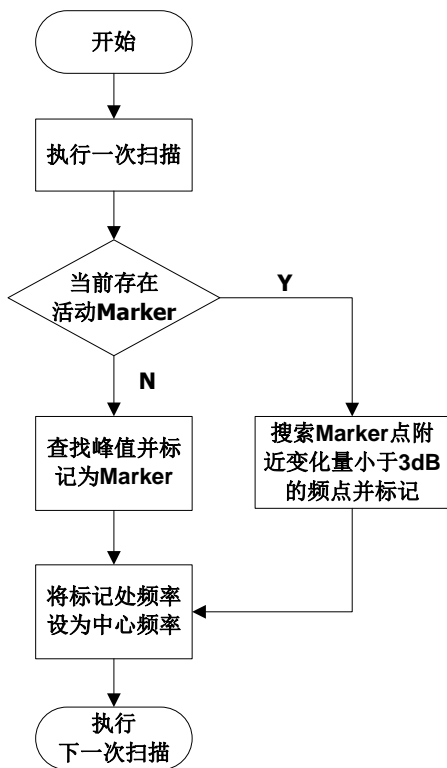 开始
执行一次扫描
当前存在
活动Marker
Y
N
查找峰值并标
记为Marker
搜索Marker点附
近变化量小于3dB
的频点并标记
将标记处频率
设为中心频率
执行
下一次扫描